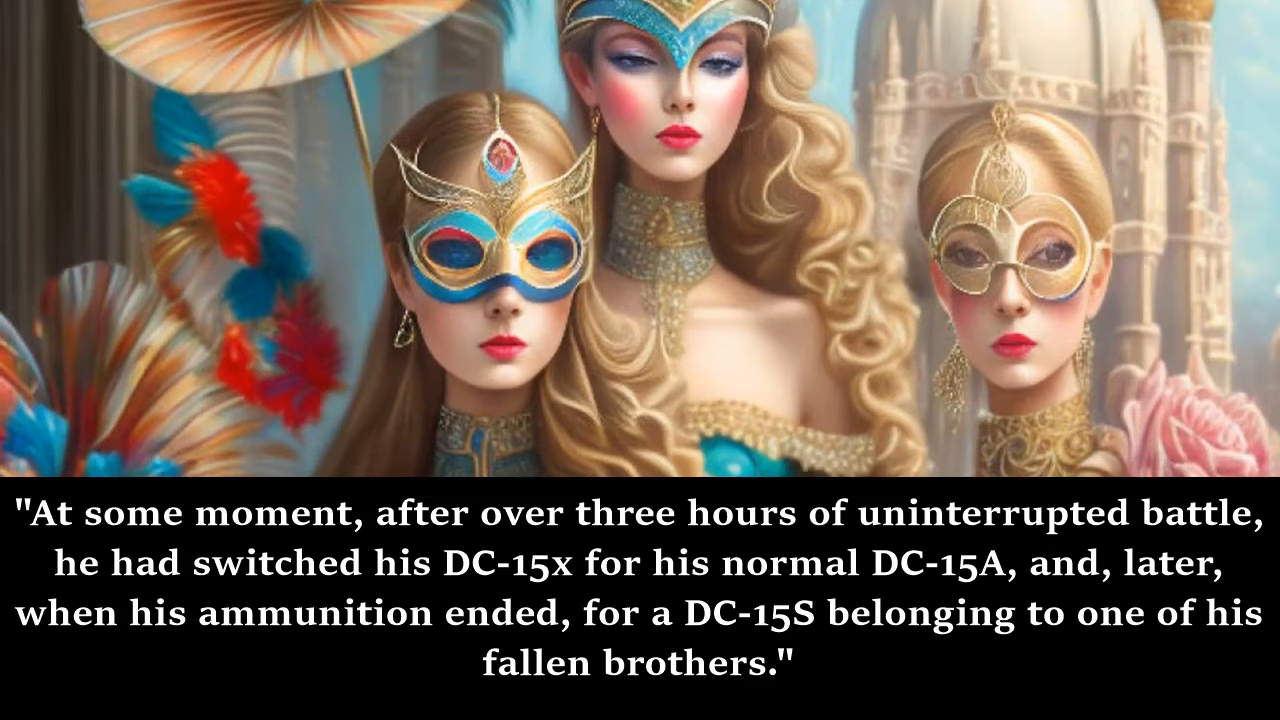 "At some moment, after over three hours of uninterrupted battle,
he had switched his DC-15x for his normal DC-15A, and, later,
when his ammunition ended, for a DC-15S belonging to one of his
fallen brothers."